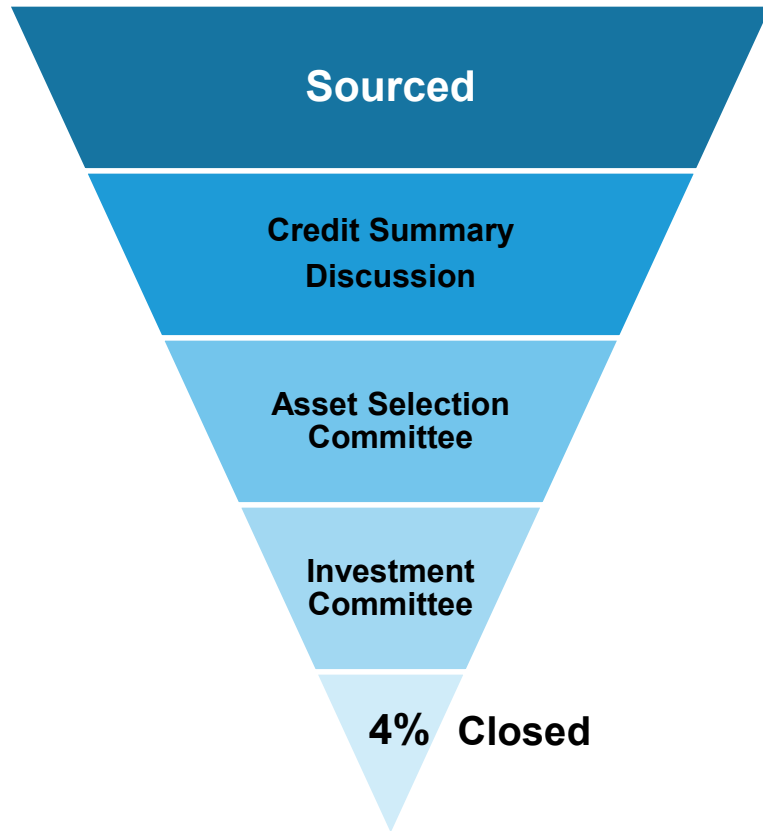 Sourced
Credit Summary
Discussion
Asset Selection
Committee
Investment
Committee
4% Closed